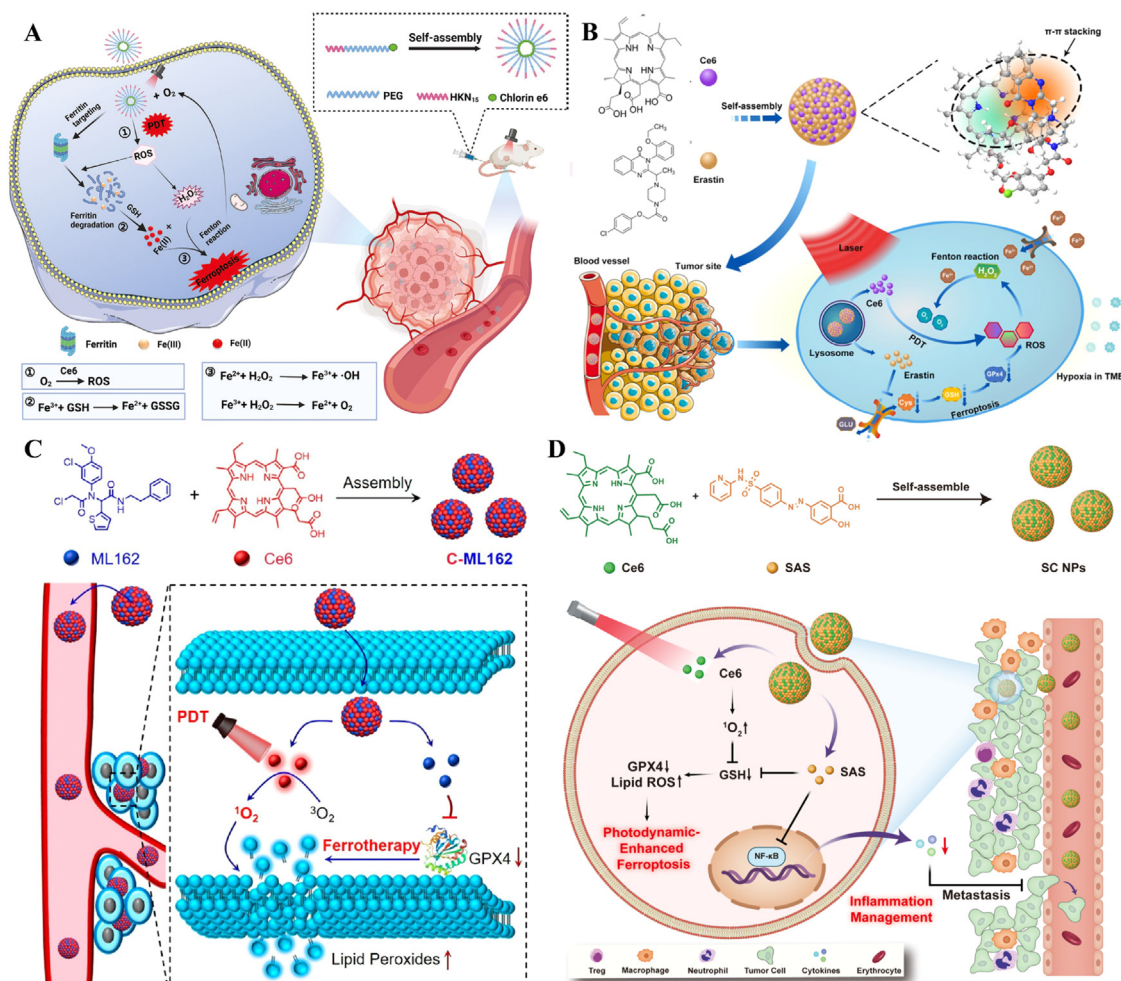 A
Self-assembly
PEG
HKN₁₅
Chlorin e6
+ O₂
Ferritin targeting
①
PDT
ROS
H₂O₂
Ferritin degradation
GSH
②
+
Fe(II)
Fenton reaction
③
Ferroptosis
Ferritin
Fe(III)
Fe(II)
① Ce6
O₂ ROS
② Fe³⁺+ GSH Fe²⁺+ GSSG
③ Fe²⁺+ H₂O₂ Fe³⁺+ ·OH
Fe³⁺+ H₂O₂ Fe²⁺+ O₂
B
Ce6
Self-assembly
Erastin
π-π stacking
Blood vessel
Tumor site
Laser
Ce6
Lysosome
Erastin
PDT
O₂
O₂
Fenton reaction
H₂O₂
ROS
GPx4
GSH
Cys
GLU
Ferroptosis
Hypoxia in TME
C
+
Assembly
ML162
Ce6
C-ML162
PDT
¹O₂
³O₂
Ferrotherapy
GPX4
Lipid Peroxides
D
+
Self-assemble
Ce6
SAS
SC NPs
Ce6
¹O₂↑
GPX4↓
Lipid ROS↑
GSH↓
SAS
Photodynamic-
Enhanced
Ferroptosis
NF-κB
Inflammation
Management
Metastasis
Treg
Macrophage
Neutrophil
Tumor Cell
Cytokines
Erythrocyte